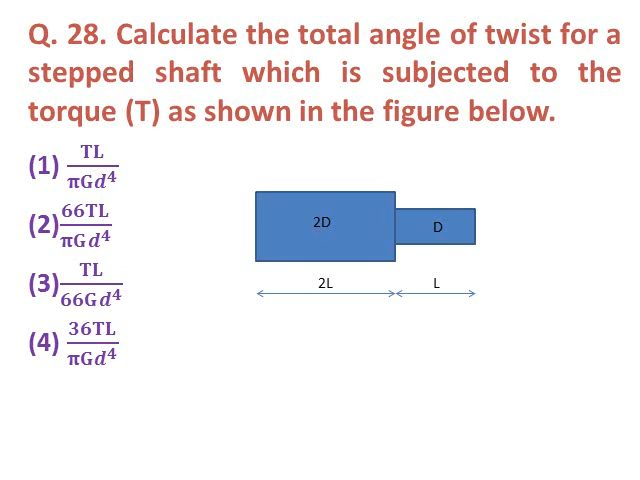 Q. 28. Calculate the total angle of twist for a
stepped shaft which is subjected to the
torque (T) as shown in the figure below.
(1) TL/πGd⁴
(2) 66TL/πGd⁴
(3) TL/66Gd⁴
(4) 36TL/πGd⁴
2D
D
2L
L